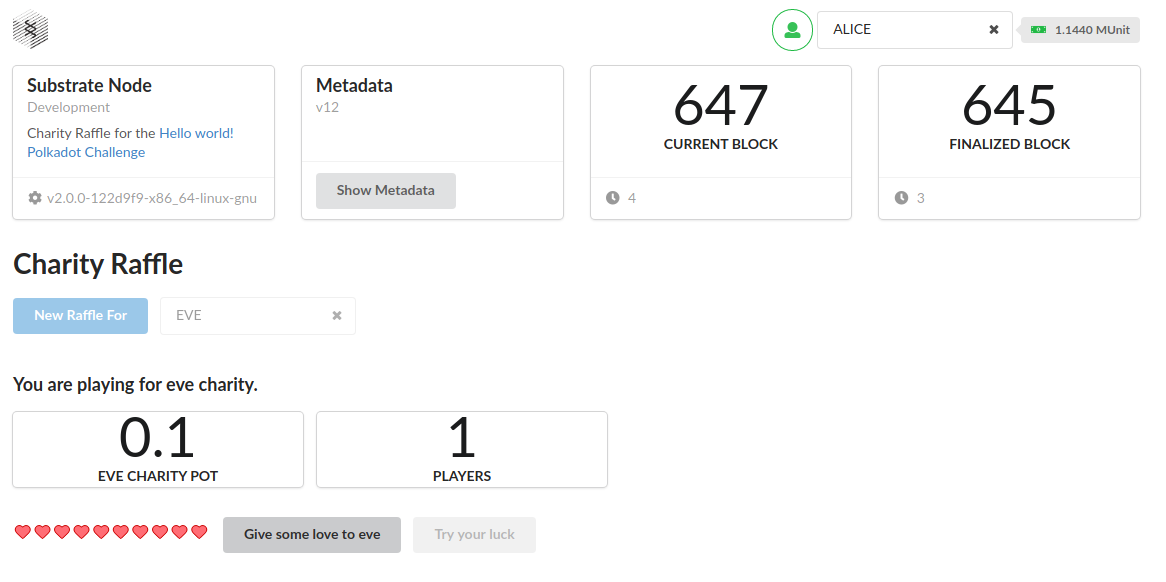 ALICE
1.1440 MUnit
Substrate Node
Development
Charity Raffle for the Hello world!
Polkadot Challenge
v2.0.0-122d9f9-x86_64-linux-gnu
Metadata
v12
Show Metadata
647
CURRENT BLOCK
4
645
FINALIZED BLOCK
3
Charity Raffle
New Raffle For
EVE
You are playing for eve charity.
0.1
EVE CHARITY POT
1
PLAYERS
Give some love to eve
Try your luck